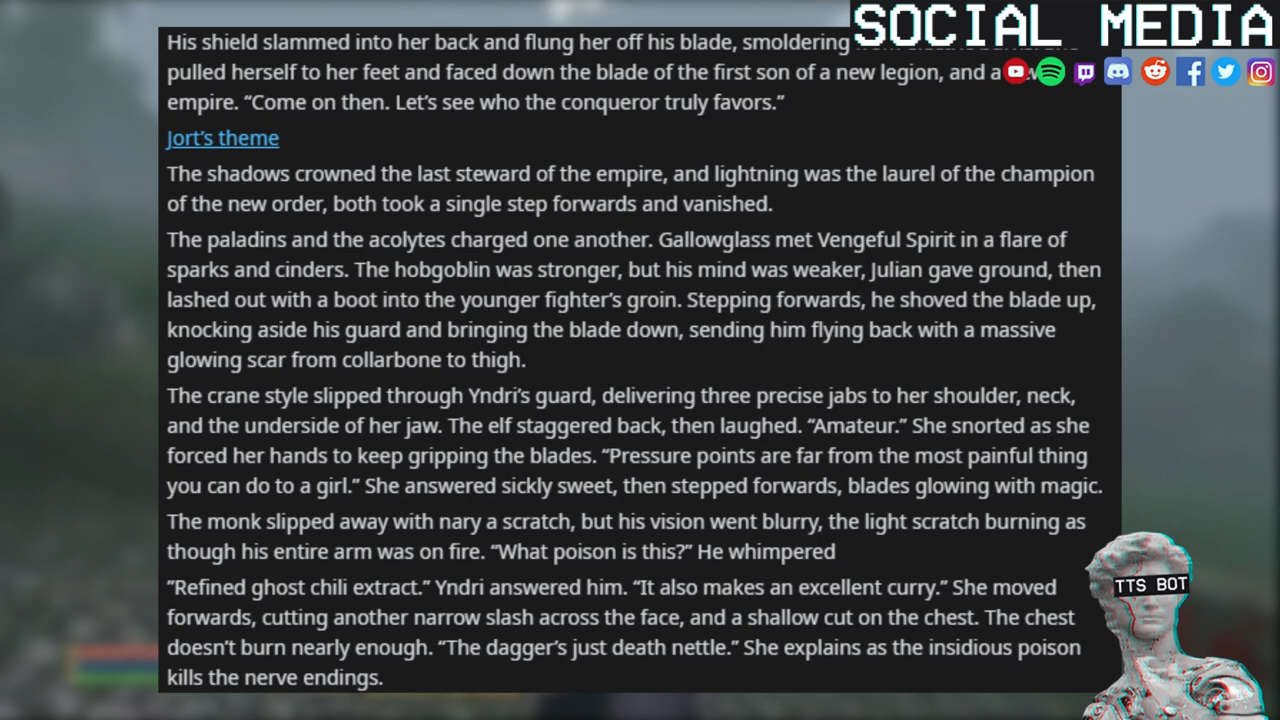 SOCIAL MEDIA
His shield slammed into her back and flung her off his blade, smoldering
pulled herself to her feet and faced down the blade of the first son of a new legion, and a
empire. “Come on then. Let’s see who the conqueror truly favors.”
Jort’s theme
The shadows crowned the last steward of the empire, and lightning was the laurel of the champion
of the new order, both took a single step forwards and vanished.
The paladins and the acolytes charged one another. Gallowglass met Vengeful Spirit in a flare of
sparks and cinders. The hobgoblin was stronger, but his mind was weaker, Julian gave ground, then
lashed out with a boot into the younger fighter’s groin. Stepping forwards, he shoved the blade up,
knocking aside his guard and bringing the blade down, sending him flying back with a massive
glowing scar from collarbone to thigh.
The crane style slipped through Yndri’s guard, delivering three precise jabs to her shoulder, neck,
and the underside of her jaw. The elf staggered back, then laughed. “Amateur.” She snorted as she
forced her hands to keep gripping the blades. “Pressure points are far from the most painful thing
you can do to a girl.” She answered sickly sweet, then stepped forwards, blades glowing with magic.
The monk slipped away with nary a scratch, but his vision went blurry, the light scratch burning as
though his entire arm was on fire. “What poison is this?” He whimpered
“Refined ghost chili extract.” Yndri answered him. “It also makes an excellent curry.” She moved
forwards, cutting another narrow slash across the face, and a shallow cut on the chest. The chest
doesn’t burn nearly enough. “The dagger’s just death nettle.” She explains as the insidious poison
kills the nerve endings.
TTS BOT